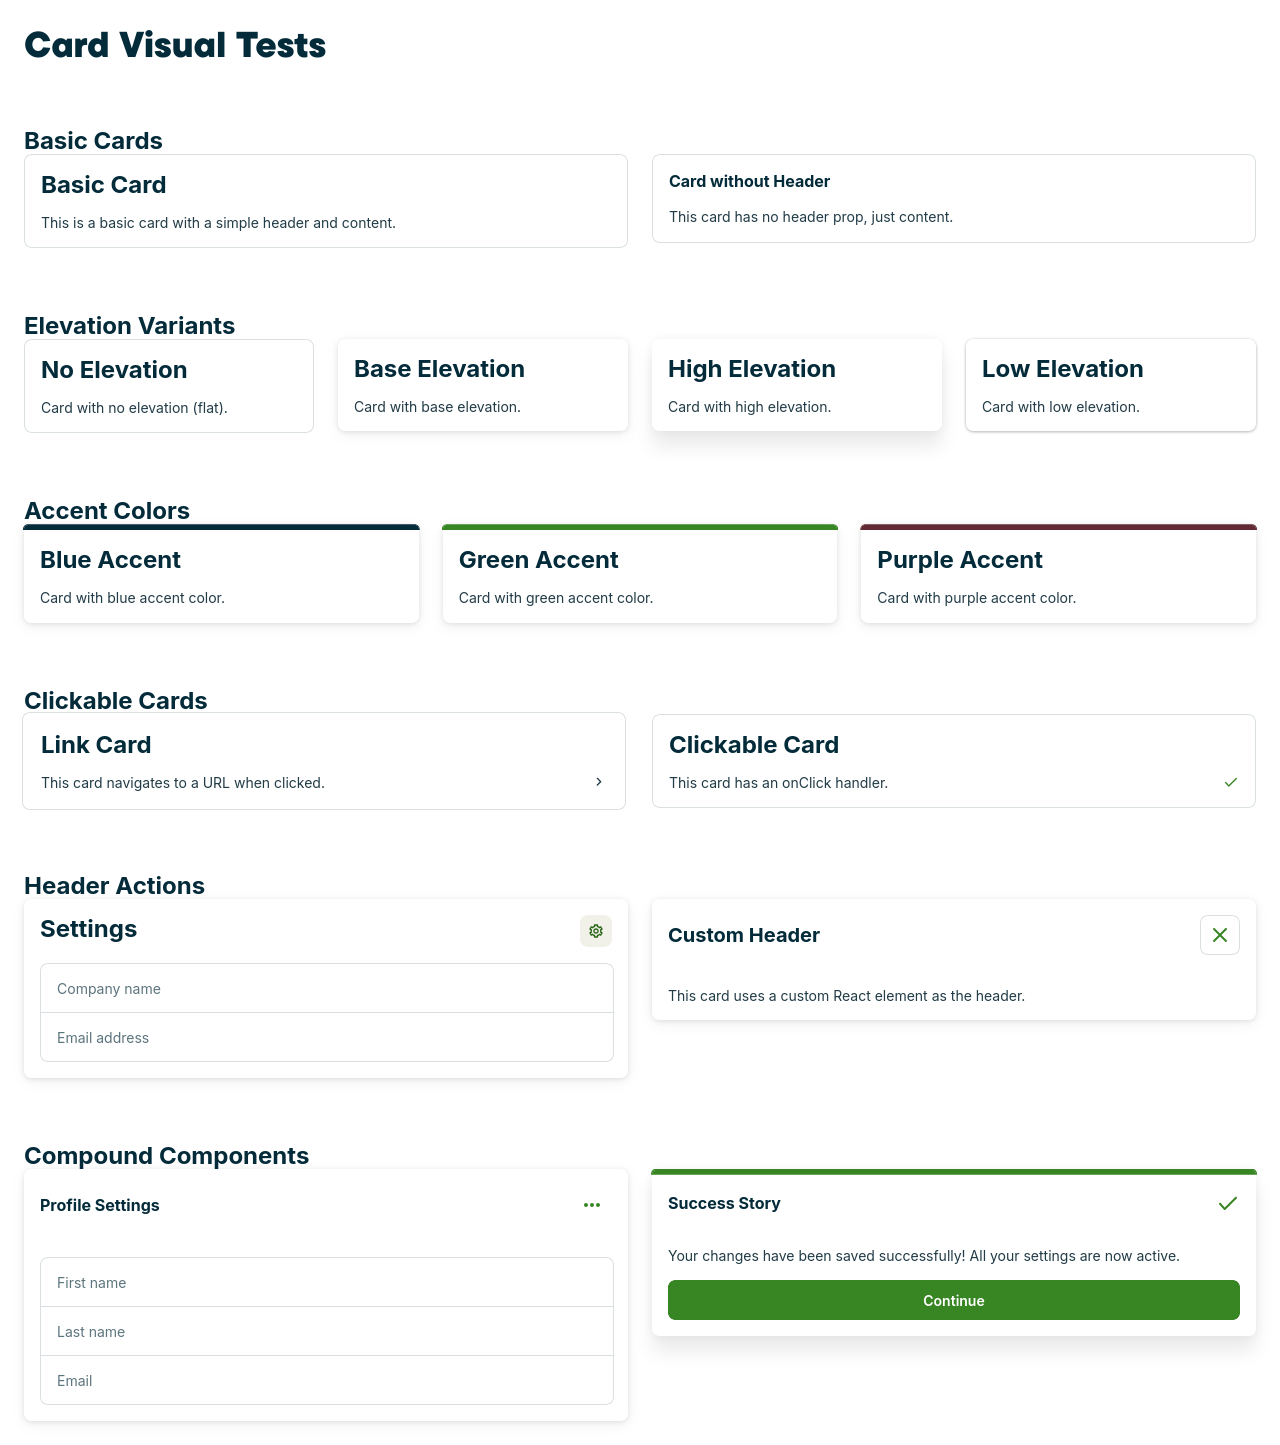 Card Visual Tests
Basic Cards
Basic Card
This is a basic card with a simple header and content.
Card without Header
This card has no header prop, just content.
Elevation Variants
No Elevation
Card with no elevation (flat).
Base Elevation
Card with base elevation.
High Elevation
Card with high elevation.
Low Elevation
Card with low elevation.
Accent Colors
Blue Accent
Card with blue accent color.
Green Accent
Card with green accent color.
Purple Accent
Card with purple accent color.
Clickable Cards
Link Card
This card navigates to a URL when clicked.
Clickable Card
This card has an onClick handler.
Header Actions
Settings
Company name
Email address
Custom Header
This card uses a custom React element as the header.
Compound Components
Profile Settings
First name
Last name
Email
Success Story
Your changes have been saved successfully! All your settings are now active.
Continue